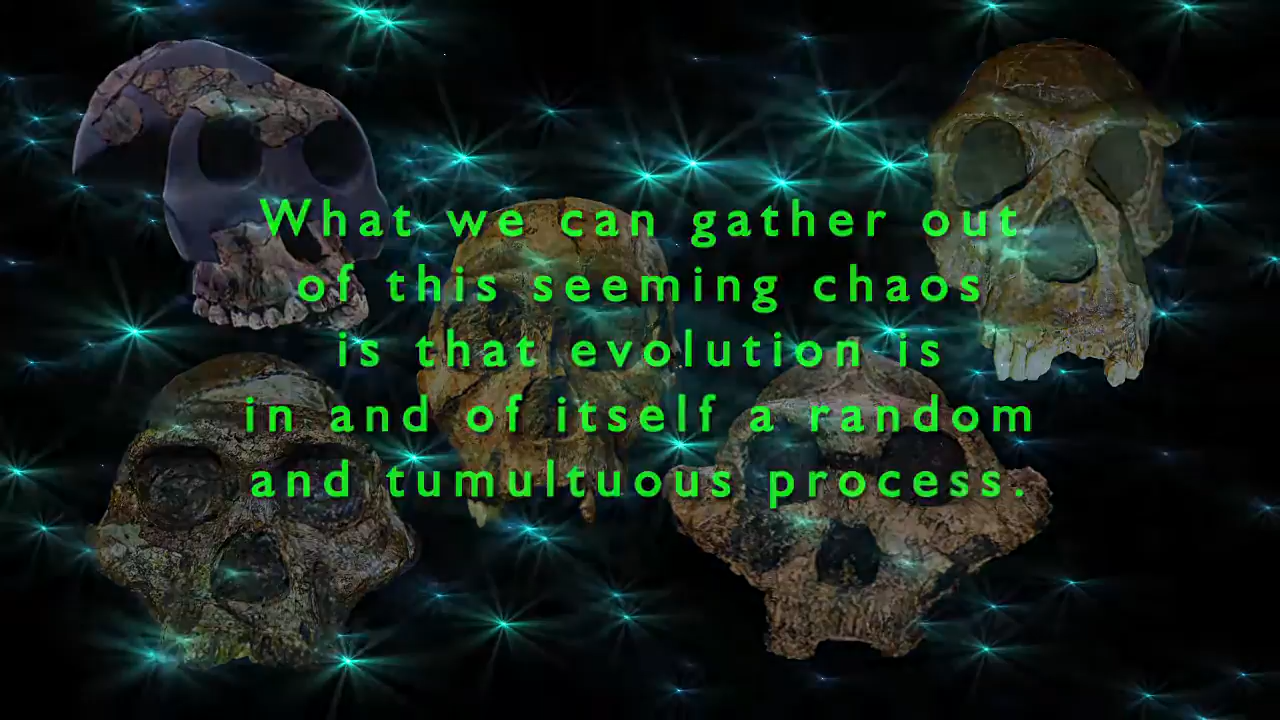 What we can gather out
of this seeming chaos
is that evolution is
in and of itself a random
and tumultuous process.